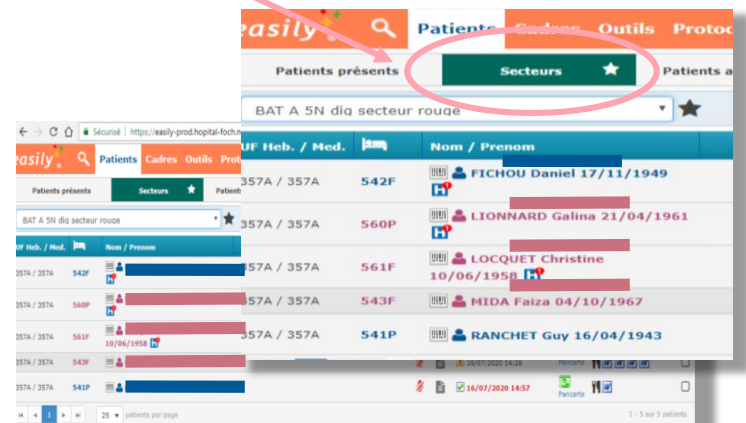 easily
Patients Cadres Outils Protoc
Patients présents Secteurs Patients a
BAT A 5N dig secteur rouge
UF Heb. / Med. Nom / Prenom
357A / 357A 542F FICHOU Daniel 17/11/1949
H
357A / 357A 560P LIONNARD Galina 21/04/1961
H
357A / 357A 561F LOCQUET Christine
10/06/1958 H
357A / 357A 543F MIDA Faiza 04/10/1967
357A / 357A 541P RANCHET Guy 16/04/1943
Sécurisé https://easily-prod.hopital-foch.n
easily Patients Cadres Outils Prot
Patients présents Secteurs Patient
BAT A 5N dig secteur rouge
UF Heb. / Med. Nom / Prenom
357A / 357A 542F
H
357A / 357A 560P
H
357A / 357A 561F
10/06/1958 H
357A / 357A 543F 16/07/2020 14:26 Pancarte
357A / 357A 541P 16/07/2020 14:57 Pancarte
1 25 patients par page 1 - 5 sur 5 patients